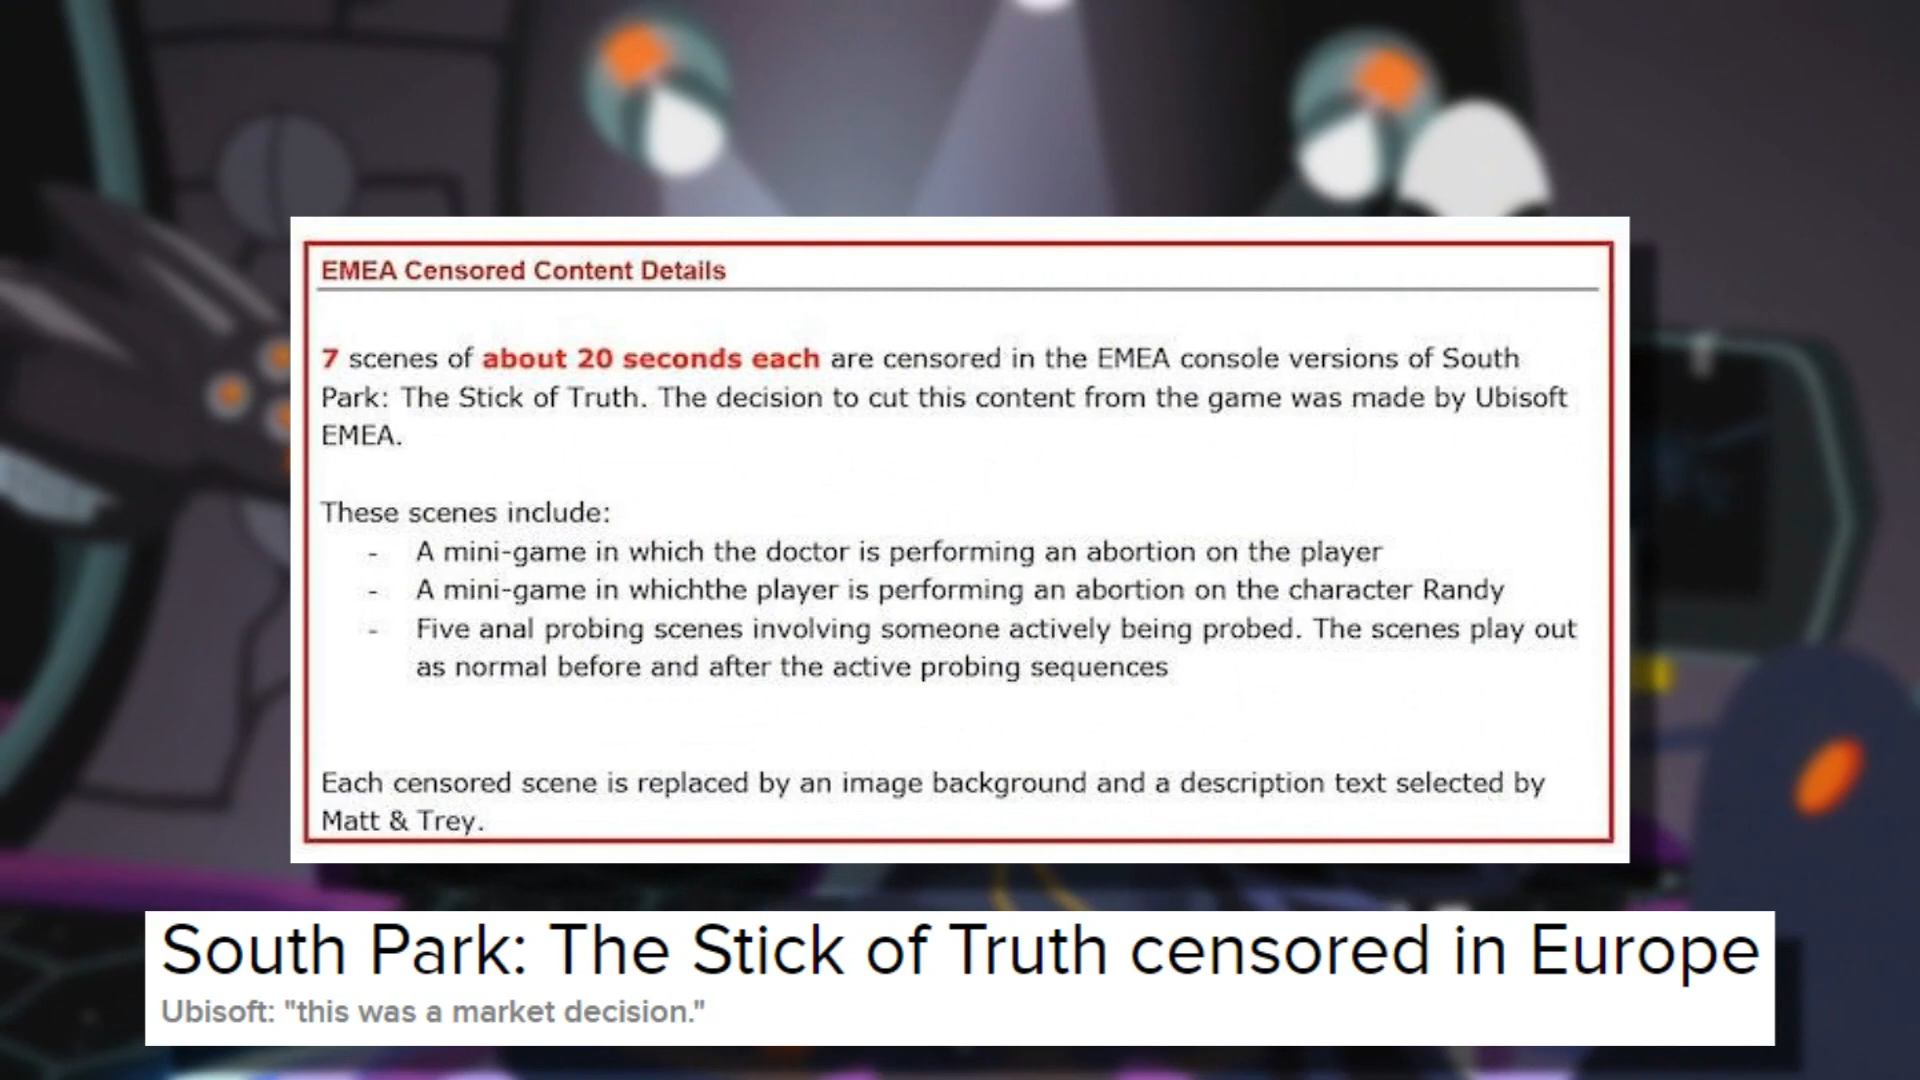 EMEA Censored Content Details
7 scenes of about 20 seconds each are censored in the EMEA console versions of South
Park: The Stick of Truth. The decision to cut this content from the game was made by Ubisoft
EMEA.
These scenes include:
- A mini-game in which the doctor is performing an abortion on the player
- A mini-game in whichthe player is performing an abortion on the character Randy
- Five anal probing scenes involving someone actively being probed. The scenes play out
as normal before and after the active probing sequences
Each censored scene is replaced by an image background and a description text selected by
Matt & Trey.
South Park: The Stick of Truth censored in Europe
Ubisoft: "this was a market decision."